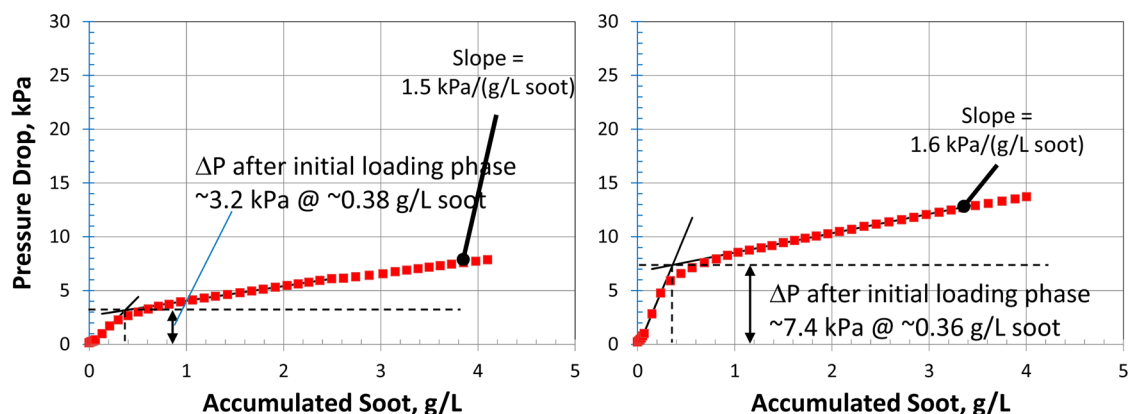 30
25
20
15
10
5
0
Pressure Drop, kPa
Slope =
1.5 kPa/(g/L soot)
ΔP after initial loading phase
~3.2 kPa @ ~0.38 g/L soot
0 1 2 3 4 5
Accumulated Soot, g/L
30
25
20
15
10
5
0
Slope =
1.6 kPa/(g/L soot)
ΔP after initial loading phase
~7.4 kPa @ ~0.36 g/L soot
0 1 2 3 4 5
Accumulated Soot, g/L